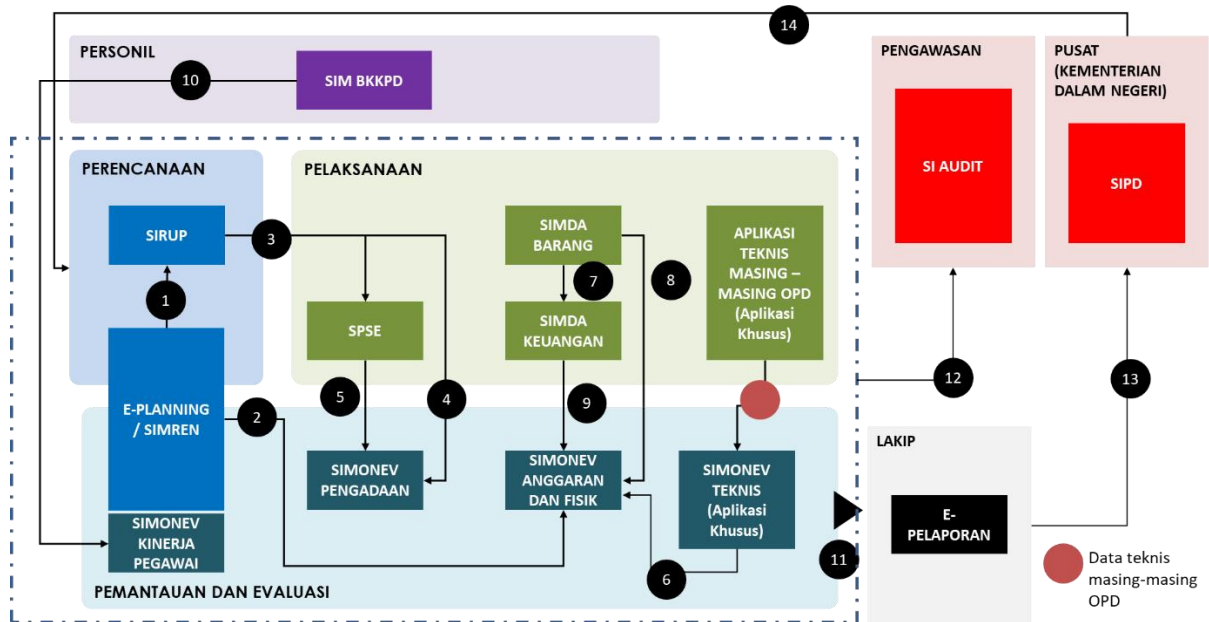 14
PERSONIL
10
SIM BKKPD
PENGAWASAN
SI AUDIT
PUSAT
(KEMENTERIAN
DALAM NEGERI)
SIPD
PERENCANAAN
SIRUP
1
E-PLANNING
/ SIMREN
PELAKSANAAN
3
SPSE
5
4
SIMDA
BARANG
7
8
SIMDA
KEUANGAN
9
APLIKASI
TEKNIS
MASING –
MASING OPD
(Aplikasi
Khusus)
12
13
2
SIMONEV
PENGADAAN
SIMONEV
ANGGARAN
DAN FISIK
SIMONEV
TEKNIS
(Aplikasi
Khusus)
SIMONEV
KINERJA
PEGAWAI
6
11
PEMANTAUAN DAN EVALUASI
LAKIP
E-
PELAPORAN
Data teknis
masing-masing
OPD